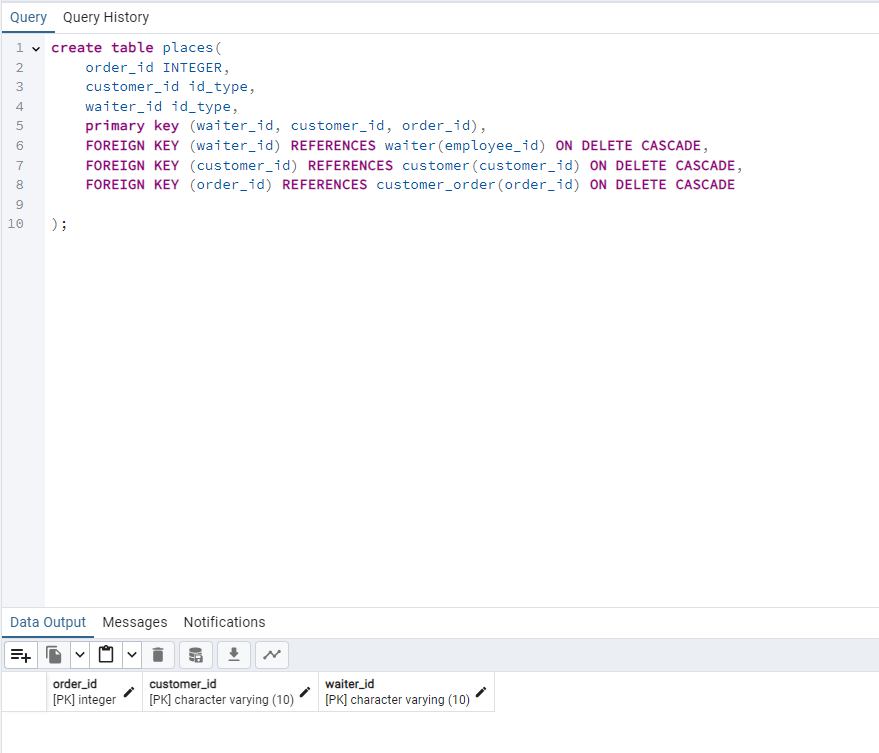 Query Query History
1 create table places(
2 order_id INTEGER,
3 customer_id id_type,
4 waiter_id id_type,
5 primary key (waiter_id, customer_id, order_id),
6 FOREIGN KEY (waiter_id) REFERENCES waiter(employee_id) ON DELETE CASCADE,
7 FOREIGN KEY (customer_id) REFERENCES customer(customer_id) ON DELETE CASCADE,
8 FOREIGN KEY (order_id) REFERENCES customer_order(order_id) ON DELETE CASCADE
9
10 );
Data Output Messages Notifications
order_id customer_id waiter_id
[PK] integer [PK] character varying (10) [PK] character varying (10)